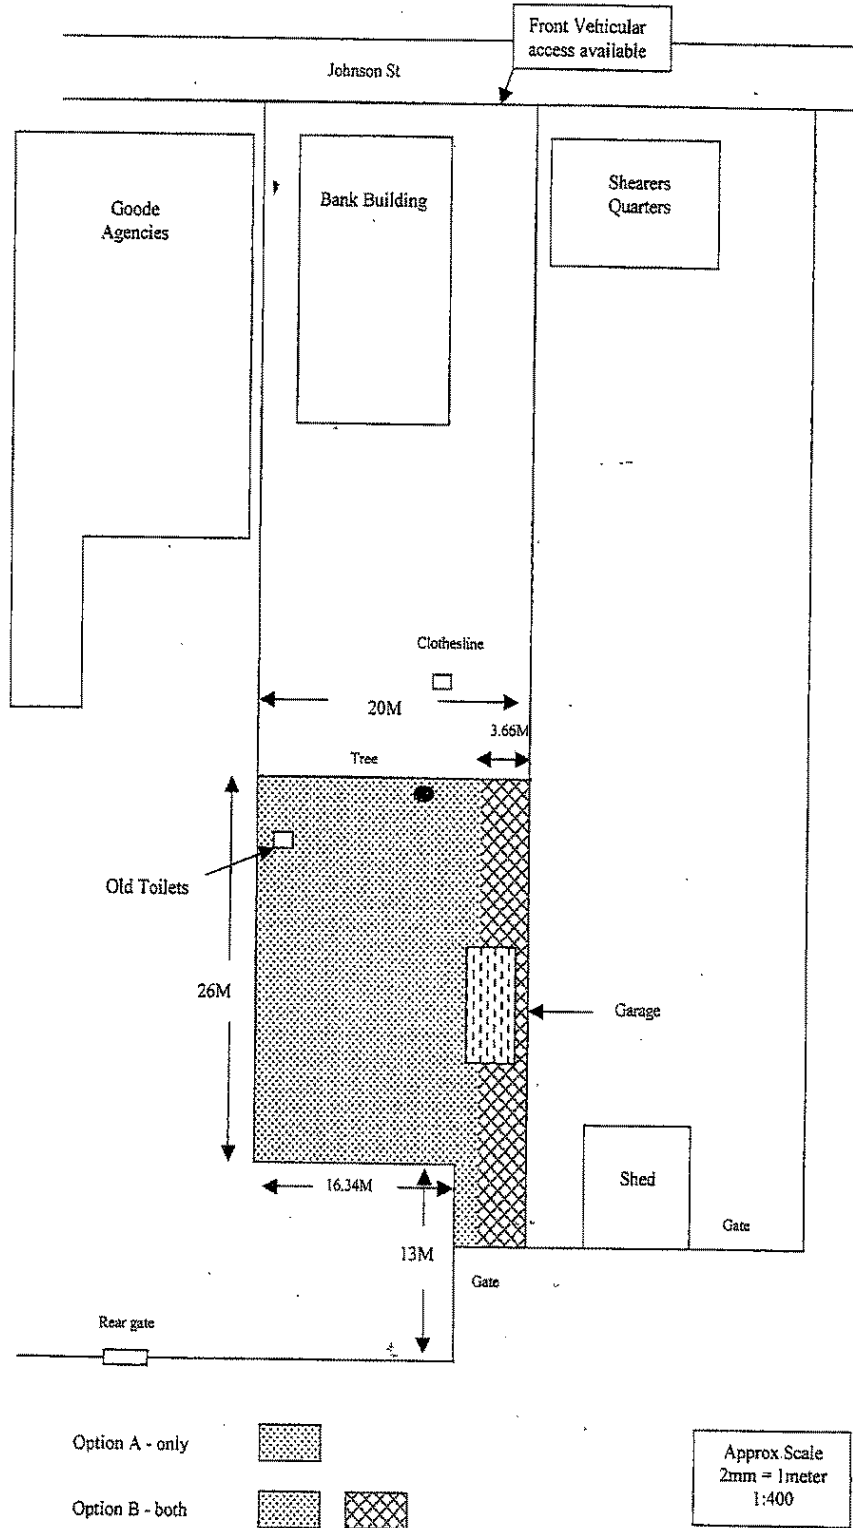 Front Vehicular
access available
Johnson St
Goode
Agencies
Bank Building
Shearers
Quarters
Clothesline
20M
3.66M
Tree
Old Toilets
26M
Garage
16.34M
Shed
13M
Gate
Gate
Rear gate
Option A - only
Option B - both
Approx Scale
2mm = 1meter
1:400